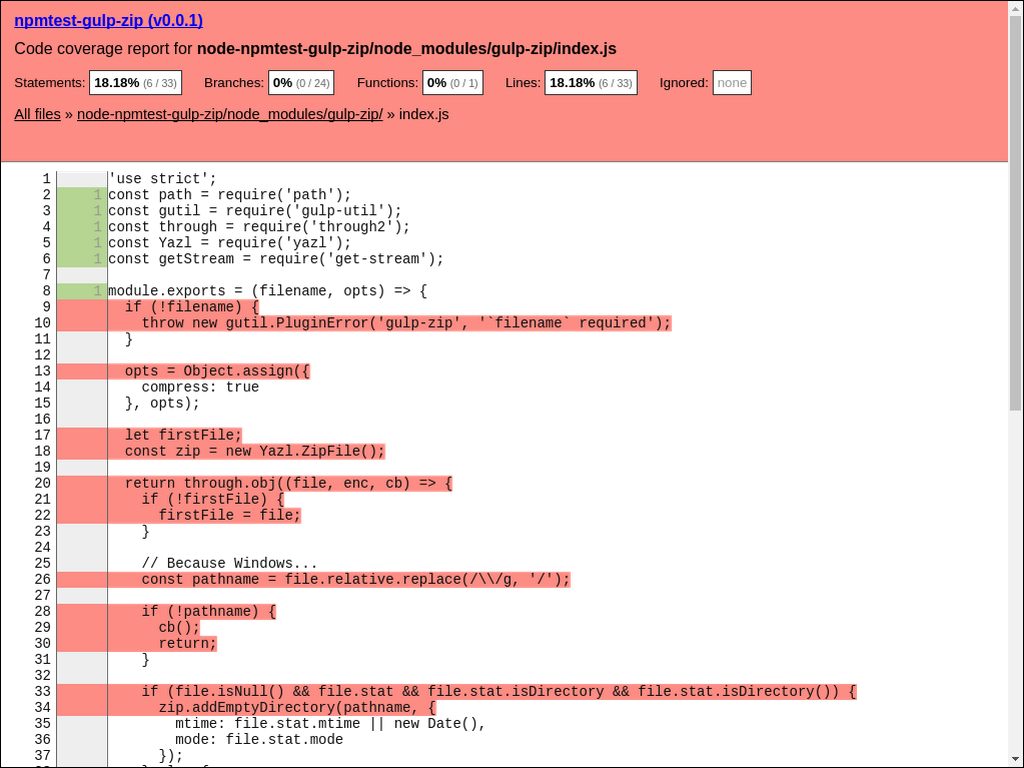 npmtest-gulp-zip (v0.0.1)
Code coverage report for node-npmtest-gulp-zip/node_modules/gulp-zip/index.js
Statements: 18.18% (6 / 33) Branches: 0% (0 / 24) Functions: 0% (0 / 1) Lines: 18.18% (6 / 33) Ignored: none
All files » node-npmtest-gulp-zip/node_modules/gulp-zip/ » index.js
1 'use strict';
2 1 const path = require('path');
3 1 const gutil = require('gulp-util');
4 1 const through = require('through2');
5 1 const Yazl = require('yazl');
6 1 const getStream = require('get-stream');
7
8 1 module.exports = (filename, opts) => {
9   if (!filename) {
10     throw new gutil.PluginError('gulp-zip', '`filename` required');
11   }
12
13   opts = Object.assign({
14     compress: true
15   }, opts);
16
17   let firstFile;
18   const zip = new Yazl.ZipFile();
19
20   return through.obj((file, enc, cb) => {
21     if (!firstFile) {
22       firstFile = file;
23     }
24
25     // Because Windows...
26     const pathname = file.relative.replace(/\\/g, '/');
27
28     if (!pathname) {
29       cb();
30       return;
31     }
32
33     if (file.isNull() && file.stat && file.stat.isDirectory && file.stat.isDirectory()) {
34       zip.addEmptyDirectory(pathname, {
35         mtime: file.stat.mtime || new Date(),
36         mode: file.stat.mode
37       });